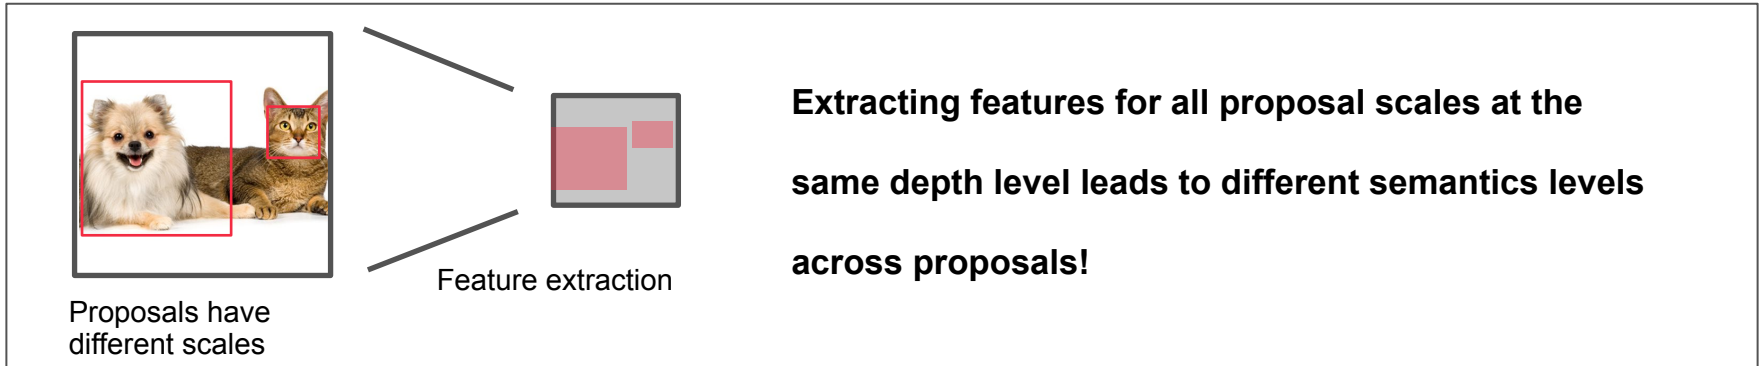 Extracting features for all proposal scales at the
same depth level leads to different semantics levels
across proposals!
Feature extraction
Proposals have
different scales